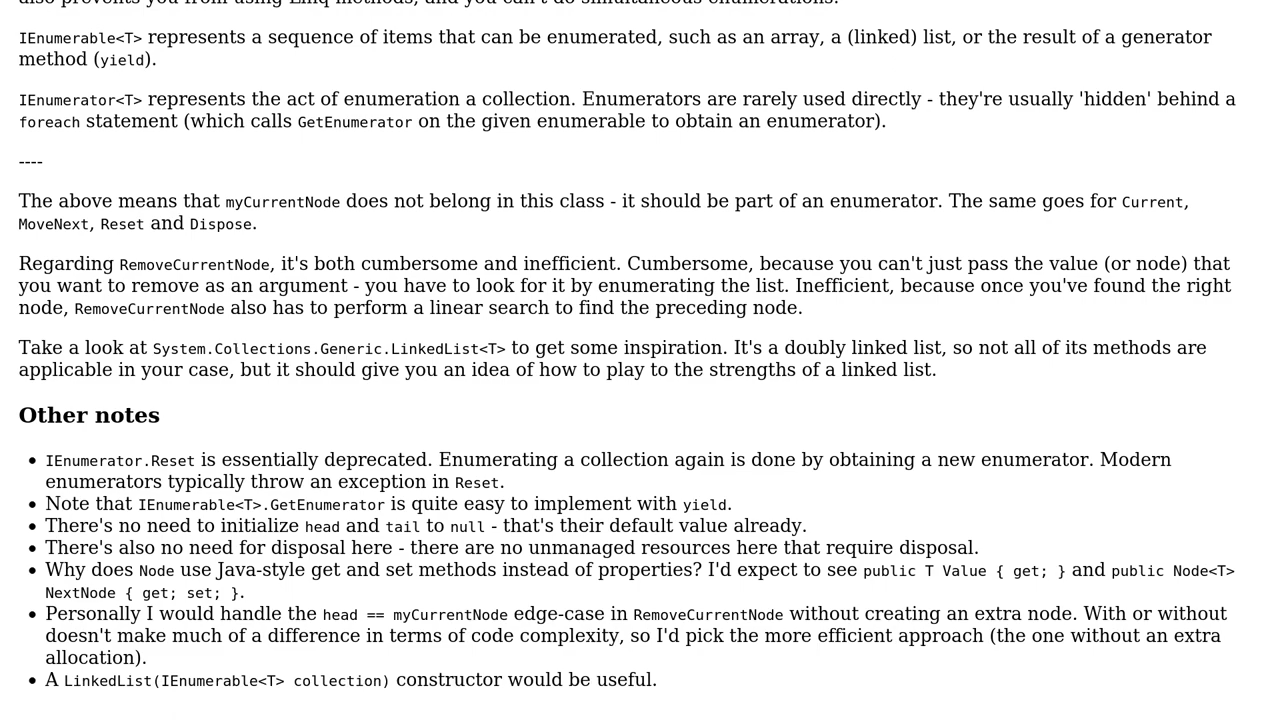 also prevents you from using Linq methods, and you can't do simultaneous enumerations.
IEnumerable<T> represents a sequence of items that can be enumerated, such as an array, a (linked) list, or the result of a generator
method (yield).
IEnumerator<T> represents the act of enumeration a collection. Enumerators are rarely used directly - they're usually 'hidden' behind a
foreach statement (which calls GetEnumerator on the given enumerable to obtain an enumerator).
----
The above means that myCurrentNode does not belong in this class - it should be part of an enumerator. The same goes for Current,
MoveNext, Reset and Dispose.
Regarding RemoveCurrentNode, it's both cumbersome and inefficient. Cumbersome, because you can't just pass the value (or node) that
you want to remove as an argument - you have to look for it by enumerating the list. Inefficient, because once you've found the right
node, RemoveCurrentNode also has to perform a linear search to find the preceding node.
Take a look at System.Collections.Generic.LinkedList<T> to get some inspiration. It's a doubly linked list, so not all of its methods are
applicable in your case, but it should give you an idea of how to play to the strengths of a linked list.
Other notes
• IEnumerator.Reset is essentially deprecated. Enumerating a collection again is done by obtaining a new enumerator. Modern
enumerators typically throw an exception in Reset.
• Note that IEnumerable<T>.GetEnumerator is quite easy to implement with yield.
• There's no need to initialize head and tail to null - that's their default value already.
• There's also no need for disposal here - there are no unmanaged resources here that require disposal.
• Why does Node use Java-style get and set methods instead of properties? I'd expect to see public T Value { get; } and public Node<T>
NextNode { get; set; }.
• Personally I would handle the head == myCurrentNode edge-case in RemoveCurrentNode without creating an extra node. With or without
doesn't make much of a difference in terms of code complexity, so I'd pick the more efficient approach (the one without an extra
allocation).
• A LinkedList(IEnumerable<T> collection) constructor would be useful.